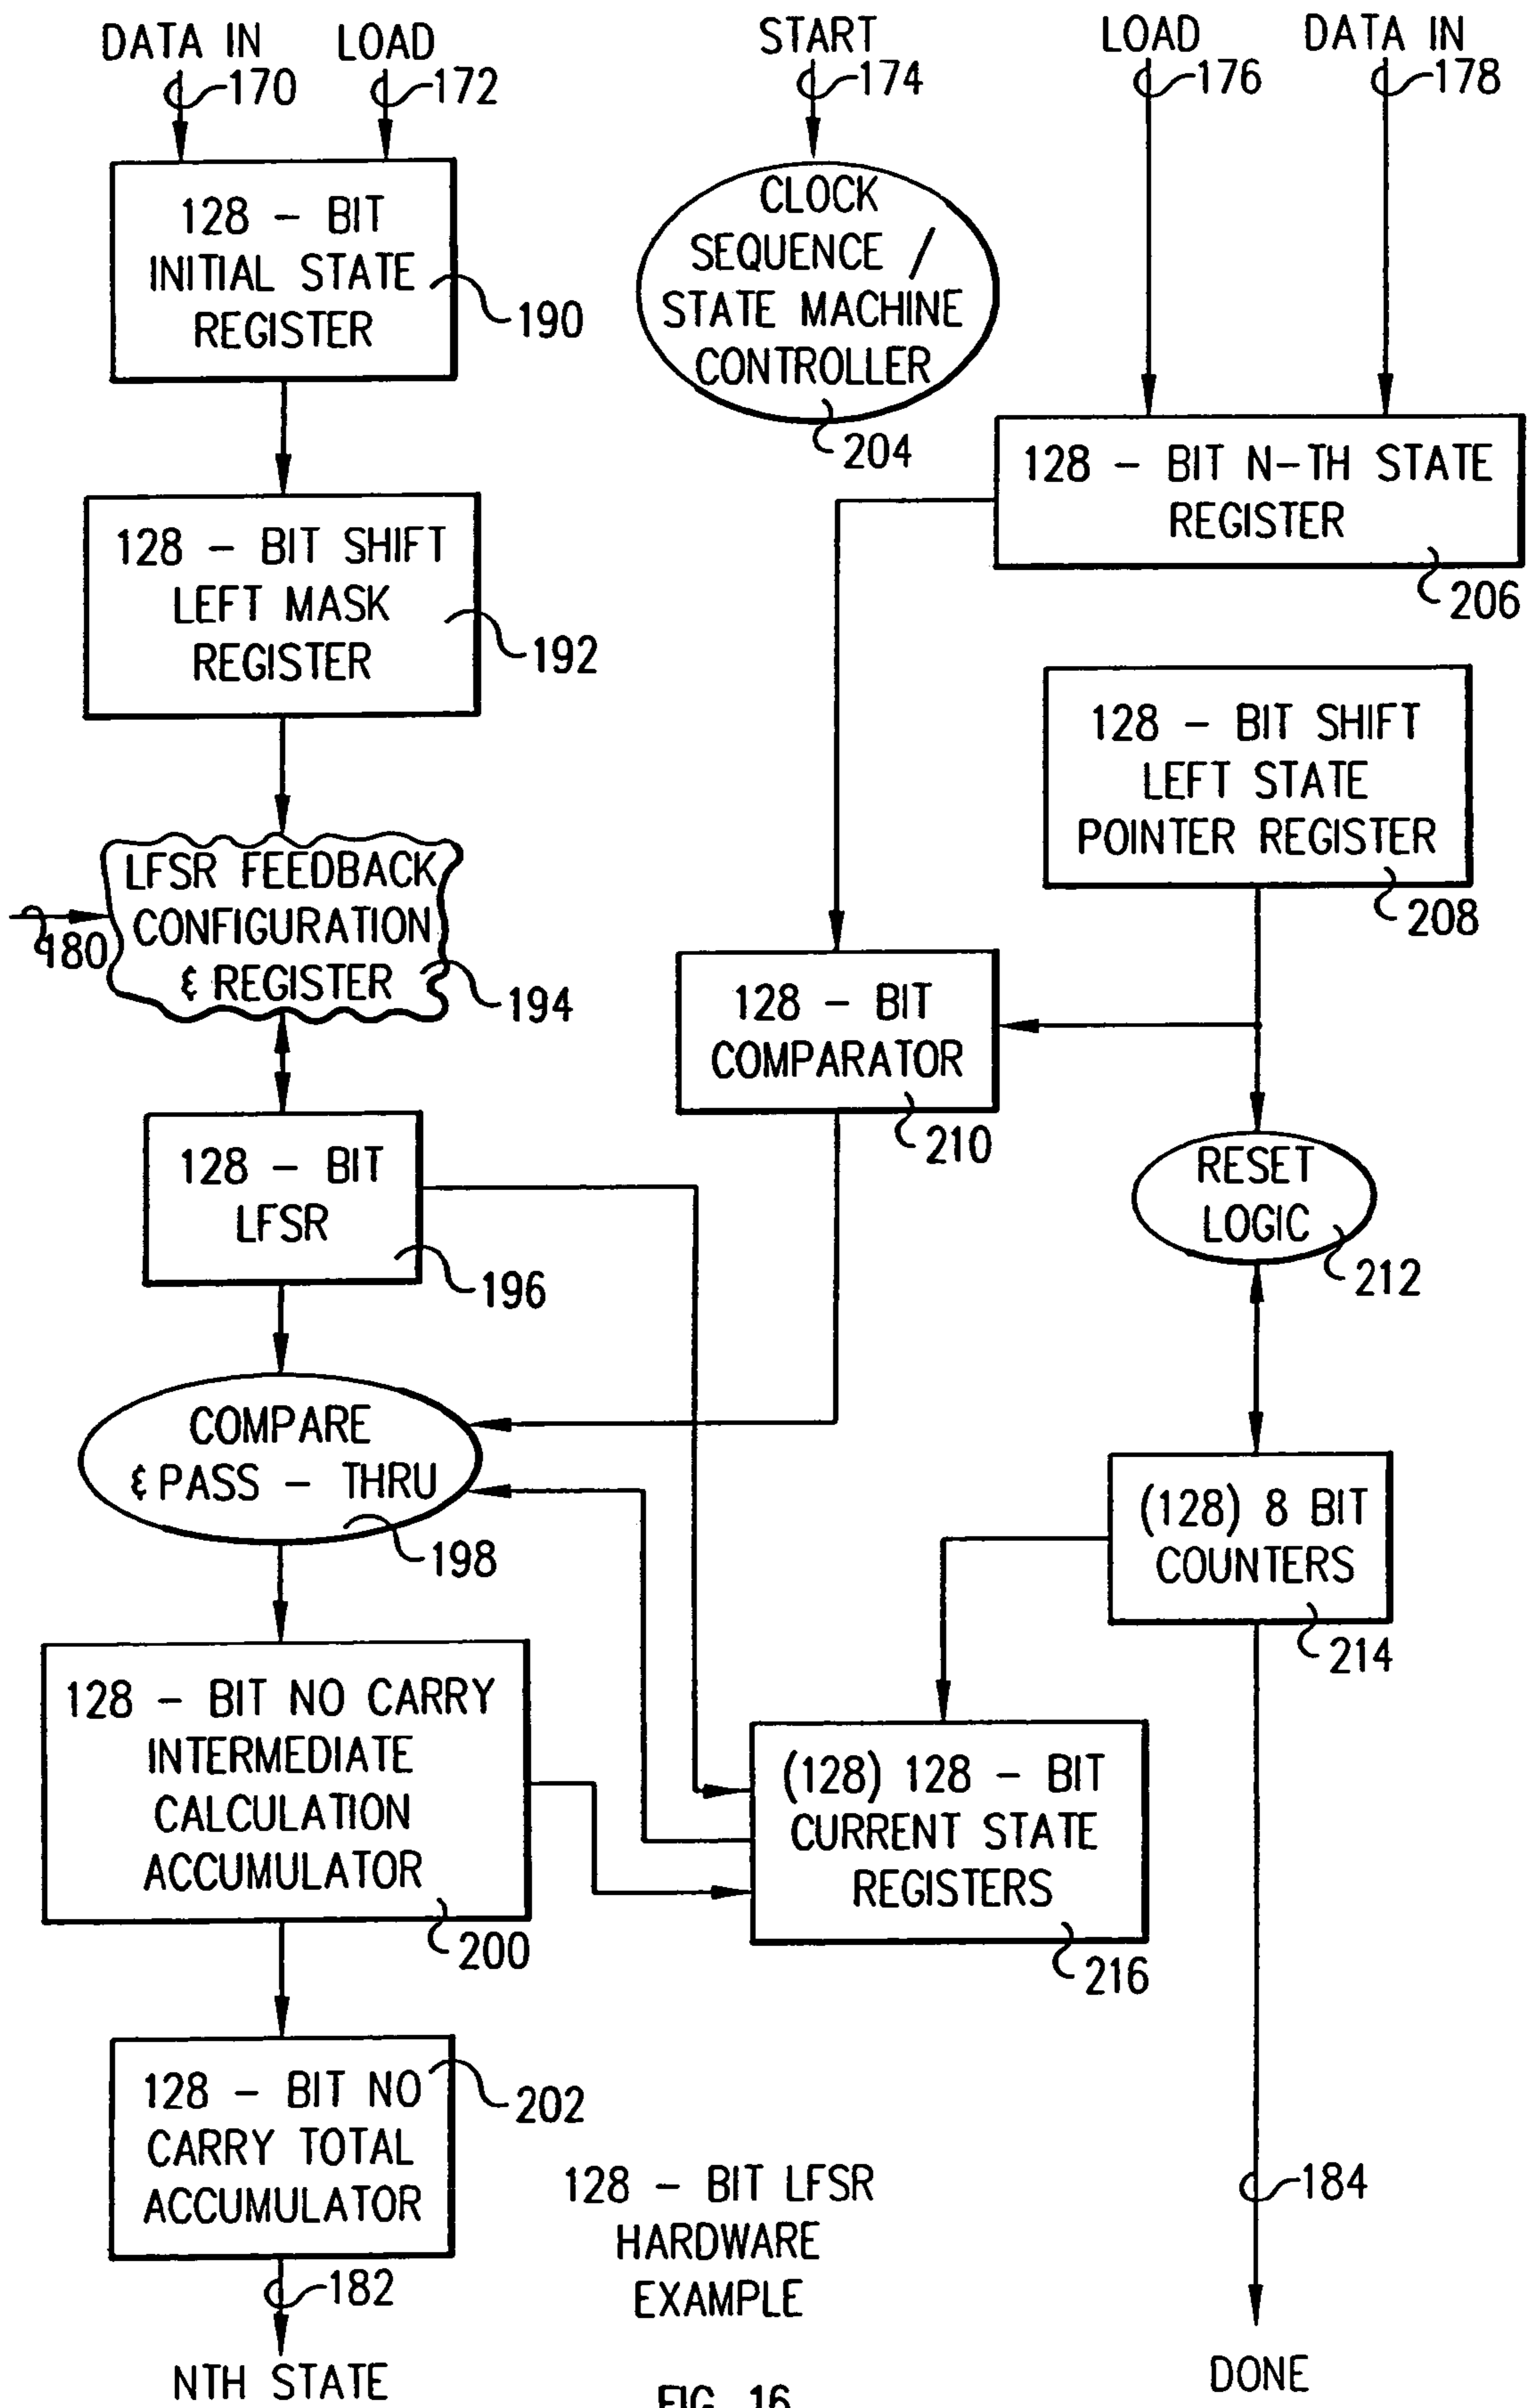 DATA IN
LOAD
START
LOAD
DATA IN
170
172
174
176
178
128 - BIT
INITIAL STATE
REGISTER
190
CLOCK
SEQUENCE /
STATE MACHINE
CONTROLLER
204
128 - BIT N-TH STATE
REGISTER
206
128 - BIT SHIFT
LEFT MASK
REGISTER
192
128 - BIT SHIFT
LEFT STATE
POINTER REGISTER
208
LFSR FEEDBACK
CONFIGURATION
& REGISTER
180
194
128 - BIT
COMPARATOR
210
128 - BIT
LFSR
196
RESET
LOGIC
212
COMPARE
& PASS - THRU
198
(128) 8 BIT
COUNTERS
214
128 - BIT NO CARRY
INTERMEDIATE
CALCULATION
ACCUMULATOR
200
(128) 128 - BIT
CURRENT STATE
REGISTERS
216
128 - BIT NO
CARRY TOTAL
ACCUMULATOR
202
128 - BIT LFSR
HARDWARE
EXAMPLE
184
182
NTH STATE
DONE
FIG. 16